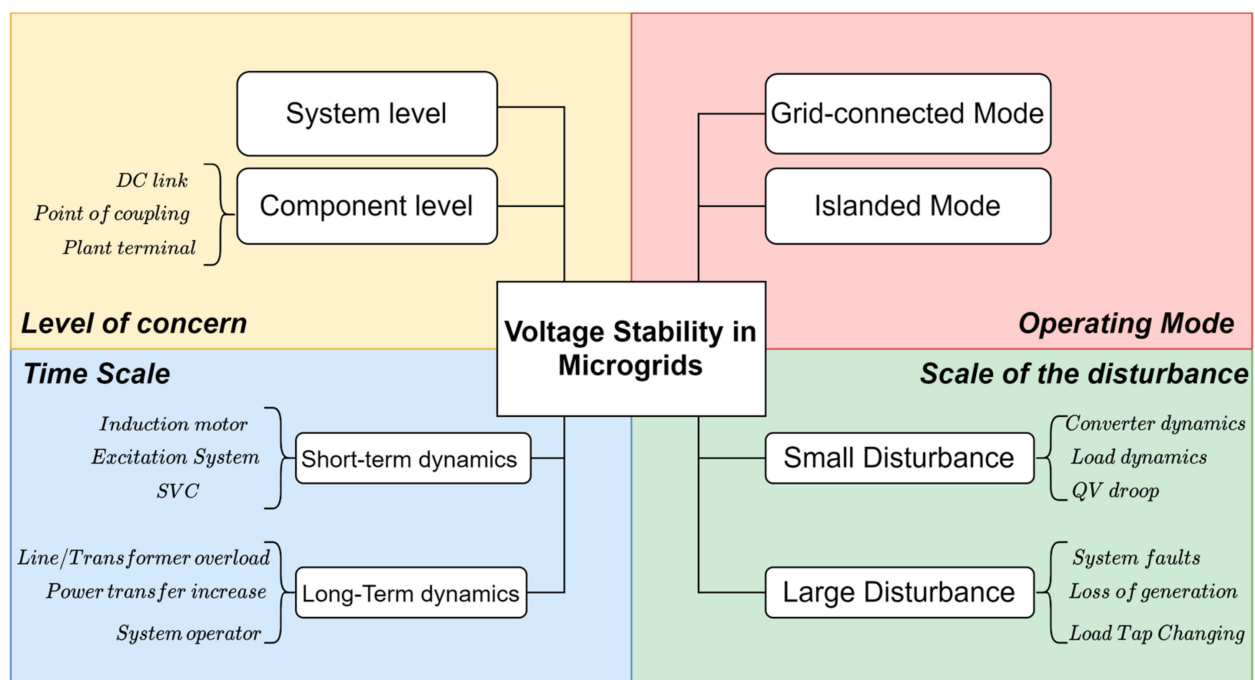 System level
Component level
DC link
Point of coupling
Plant terminal
Level of concern
Grid-connected Mode
Islanded Mode
Operating Mode
Voltage Stability in
Microgrids
Time Scale
Induction motor
Excitation System
SVC
Short-term dynamics
Line/Transformer overload
Power transfer increase
System operator
Long-Term dynamics
Scale of the disturbance
Small Disturbance
Converter dynamics
Load dynamics
QV droop
Large Disturbance
System faults
Loss of generation
Load Tap Changing